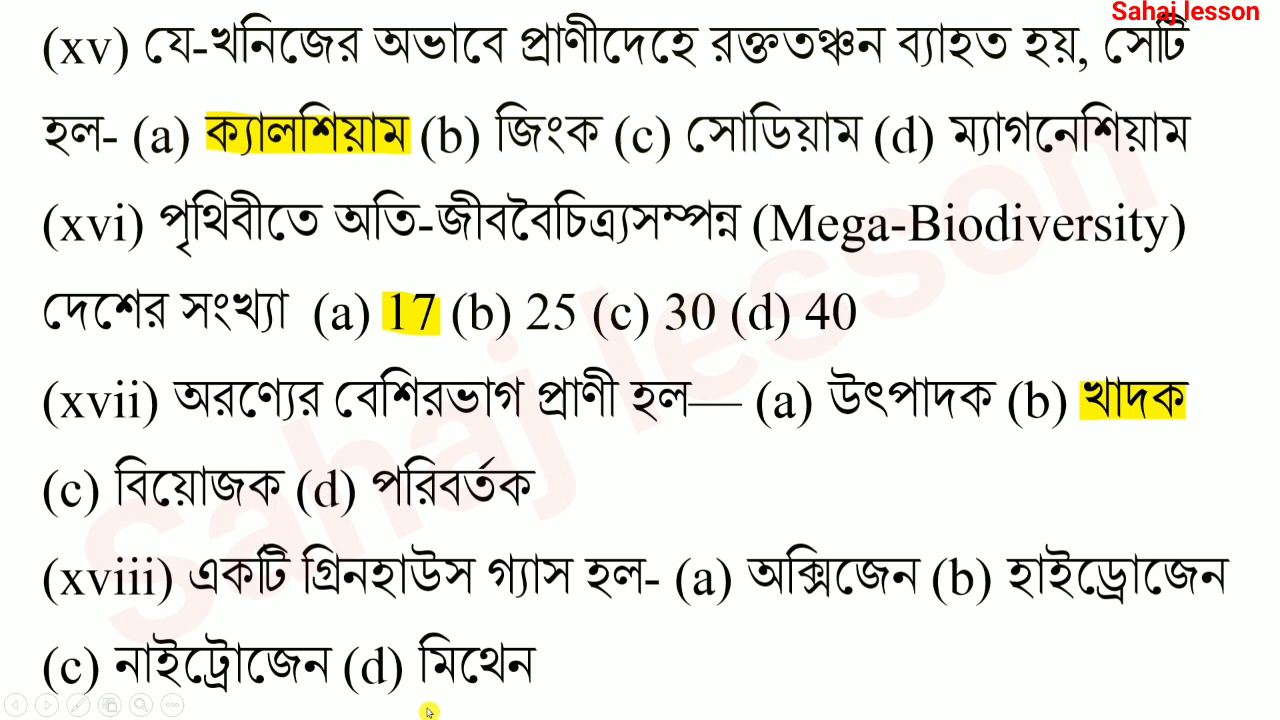 Sahaj lesson
(xv) যে-খনিজের অভাবে প্রাণীদেহে রক্ততঞ্চন ব্যাহত হয়, সেটি
হল- (a) ক্যালশিয়াম (b) জিংক (c) সোডিয়াম (d) ম্যাগনেশিয়াম
(xvi) পৃথিবীতে অতি-জীববৈচিত্র্যসম্পন্ন (Mega-Biodiversity)
দেশের সংখ্যা (a) 17 (b) 25 (c) 30 (d) 40
(xvii) অরণ্যের বেশিরভাগ প্রাণী হল— (a) উৎপাদক (b) খাদক
(c) বিয়োজক (d) পরিবর্তক
(xviii) একটি গ্রিনহাউস গ্যাস হল- (a) অক্সিজেন (b) হাইড্রোজেন
(c) নাইট্রোজেন (d) মিথেন
Sahaj lesson